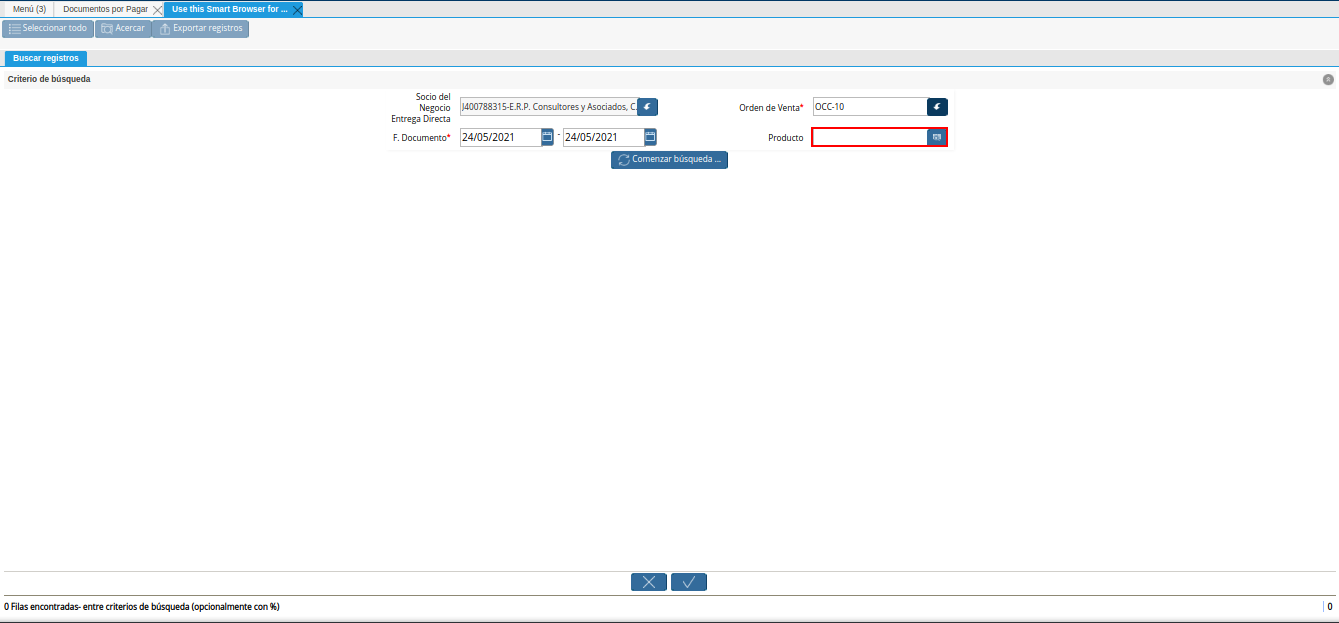 Menú (3) Documentos por Pagar Use this Smart Browser for ...
Seleccionar todo Acercar Exportar registros
Buscar registros
Criterio de búsqueda
Socio del
Negocio
Entrega Directa
J400788315-E.R.P. Consultores y Asociados, C. Orden de Venta* OCC-10
F. Documento* 24/05/2021 - 24/05/2021 Producto
Comenzar búsqueda ...
0 Filas encontradas- entre criterios de búsqueda (opcionalmente con %) 0